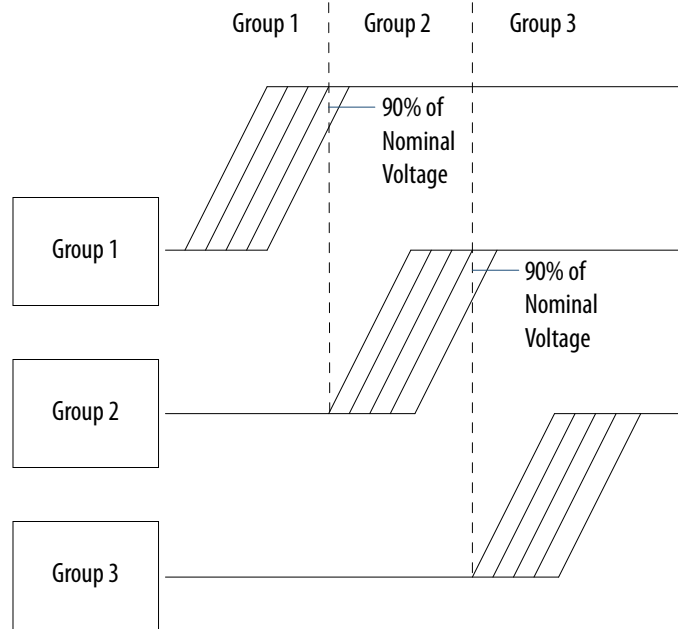 Group 1
Group 2
Group 3
90% of
Nominal
Voltage
Group 1
90% of
Nominal
Voltage
Group 2
Group 3